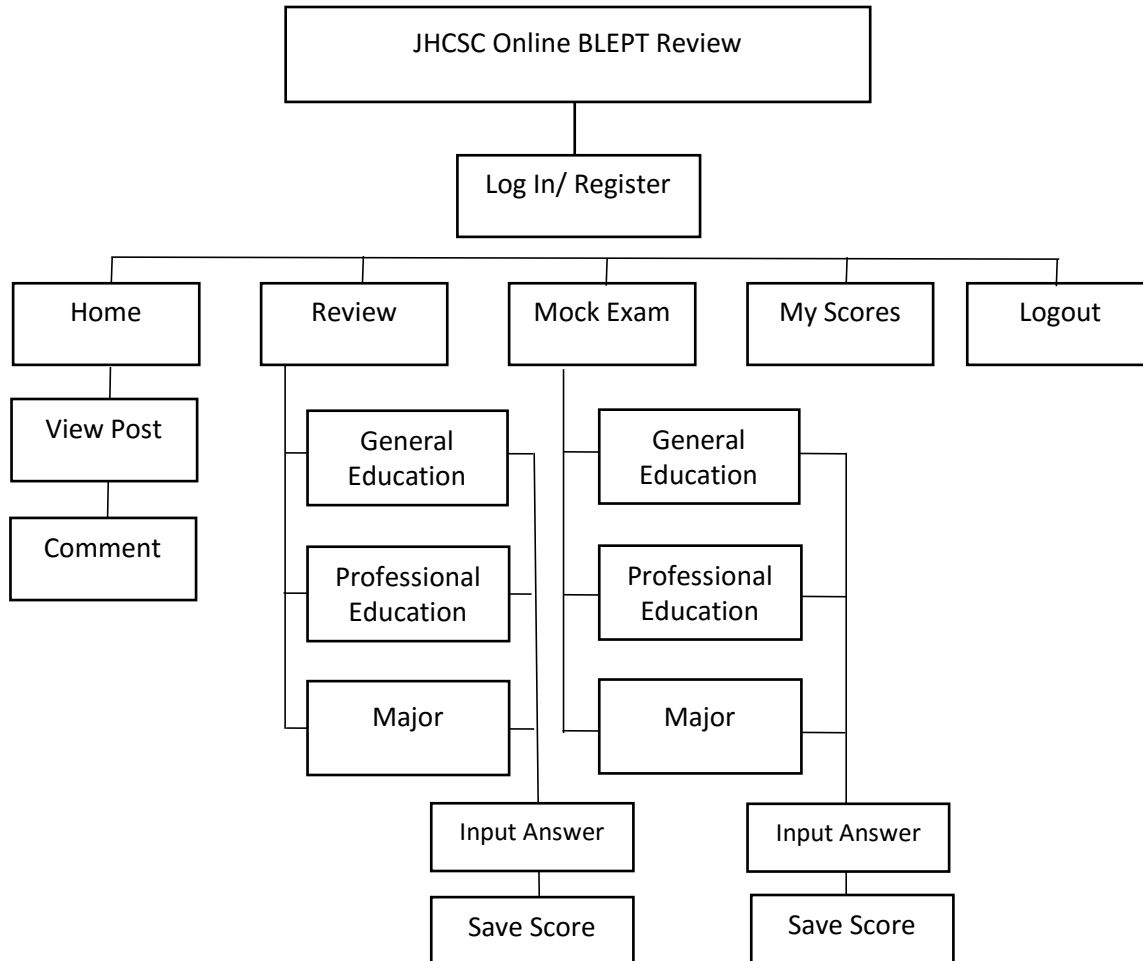 JHCSC Online BLEPT Review
Log In/ Register
Home
Review
Mock Exam
My Scores
Logout
View Post
Comment
General
Education
Professional
Education
Major
General
Education
Professional
Education
Major
Input Answer
Save Score
Input Answer
Save Score